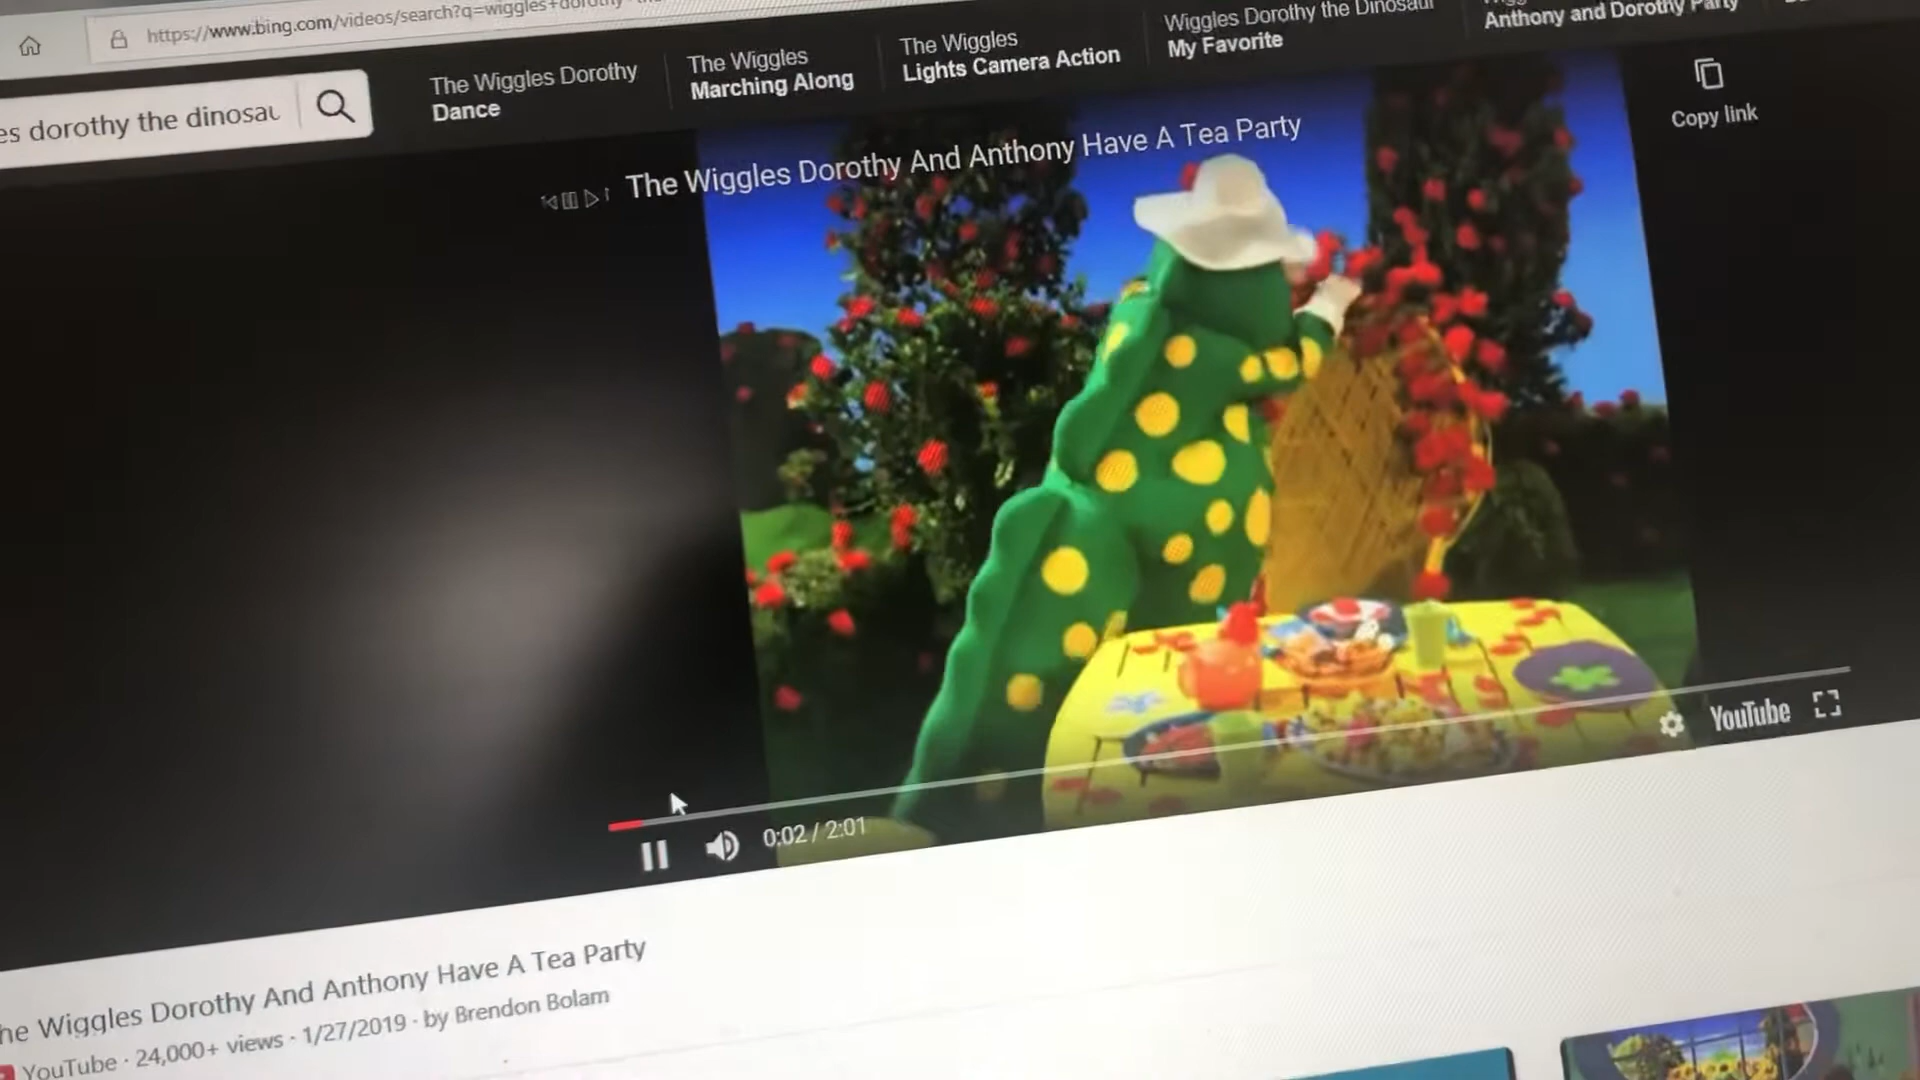 https://www.bing.com/videos/search?q=wiggles+dorothy
es dorothy the dinosau
The Wiggles Dorothy
Dance
The Wiggles
Marching Along
The Wiggles
Lights Camera Action
Wiggles Dorothy the Dinosaur
My Favorite
Anthony and Dorothy Party
Copy link
The Wiggles Dorothy And Anthony Have A Tea Party
0:02 / 2:01
YouTube
he Wiggles Dorothy And Anthony Have A Tea Party
YouTube · 24,000+ views · 1/27/2019 · by Brendon Bolam